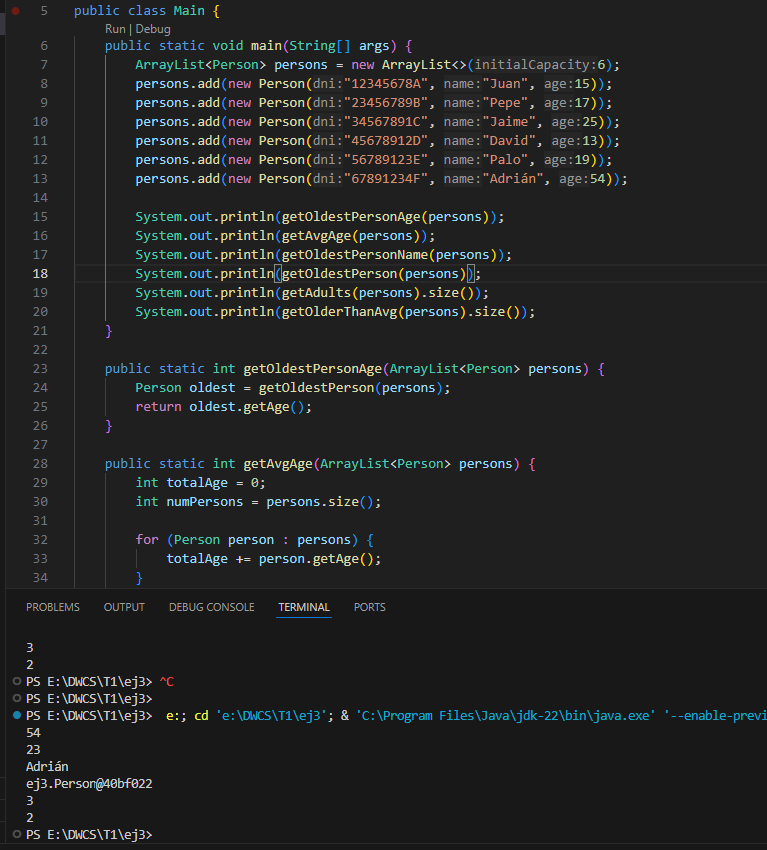 5 public class Main {
Run | Debug
6 public static void main(String[] args) {
7 ArrayList<Person> persons = new ArrayList<>(initialCapacity:6);
8 persons.add(new Person(dni:"12345678A", name:"Juan", age:15));
9 persons.add(new Person(dni:"23456789B", name:"Pepe", age:17));
10 persons.add(new Person(dni:"34567891C", name:"Jaime", age:25));
11 persons.add(new Person(dni:"45678912D", name:"David", age:13));
12 persons.add(new Person(dni:"56789123E", name:"Palo", age:19));
13 persons.add(new Person(dni:"67891234F", name:"Adrián", age:54));
14
15 System.out.println(getOldestPersonAge(persons));
16 System.out.println(getAvgAge(persons));
17 System.out.println(getOldestPersonName(persons));
18 System.out.println(getOldestPerson(persons));
19 System.out.println(getAdults(persons).size());
20 System.out.println(getOlderThanAvg(persons).size());
21 }
22
23 public static int getOldestPersonAge(ArrayList<Person> persons) {
24 Person oldest = getOldestPerson(persons);
25 return oldest.getAge();
26 }
27
28 public static int getAvgAge(ArrayList<Person> persons) {
29 int totalAge = 0;
30 int numPersons = persons.size();
31
32 for (Person person : persons) {
33 totalAge += person.getAge();
34 }
PROBLEMS OUTPUT DEBUG CONSOLE TERMINAL PORTS
3
2
PS E:\DWCS\T1\ej3> ^C
PS E:\DWCS\T1\ej3>
PS E:\DWCS\T1\ej3> e:; cd 'e:\DWCS\T1\ej3'; & 'C:\Program Files\Java\jdk-22\bin\java.exe' '--enable-previ
54
23
Adrián
ej3.Person@40bf022
3
2
PS E:\DWCS\T1\ej3>